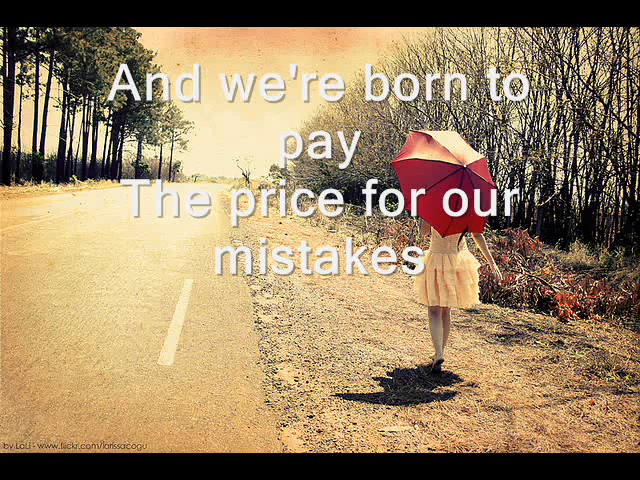 And we're born to
pay
The price for our
mistakes
by LoLi - www.flickr.com/larissacogu